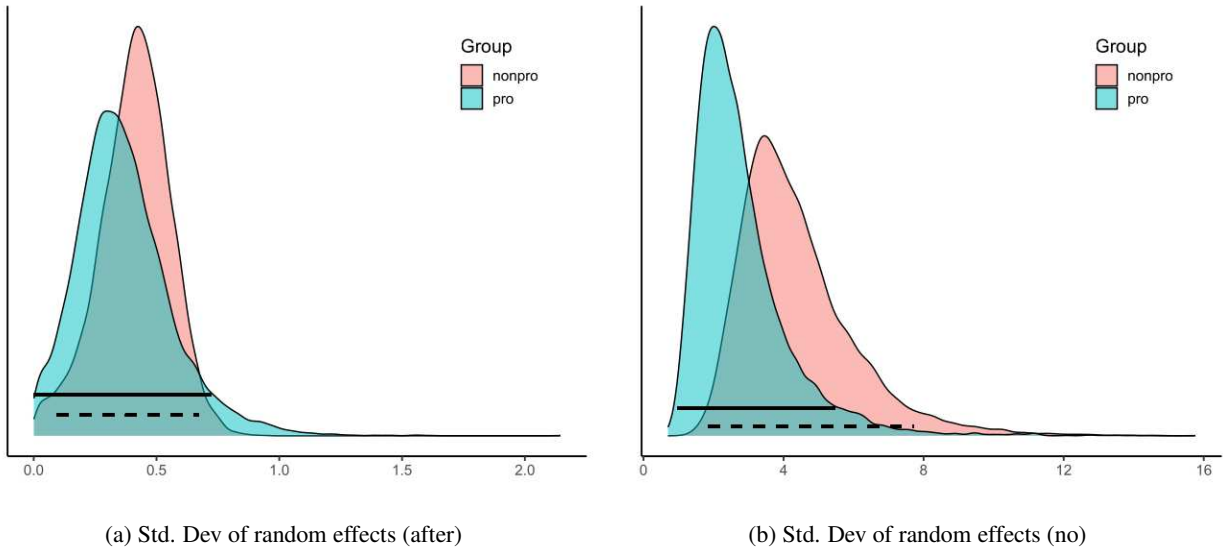 Group
nonpro
pro
0.0 0.5 1.0 1.5 2.0
(a) Std. Dev of random effects (after)
Group
nonpro
pro
0 4 8 12 16
(b) Std. Dev of random effects (no)